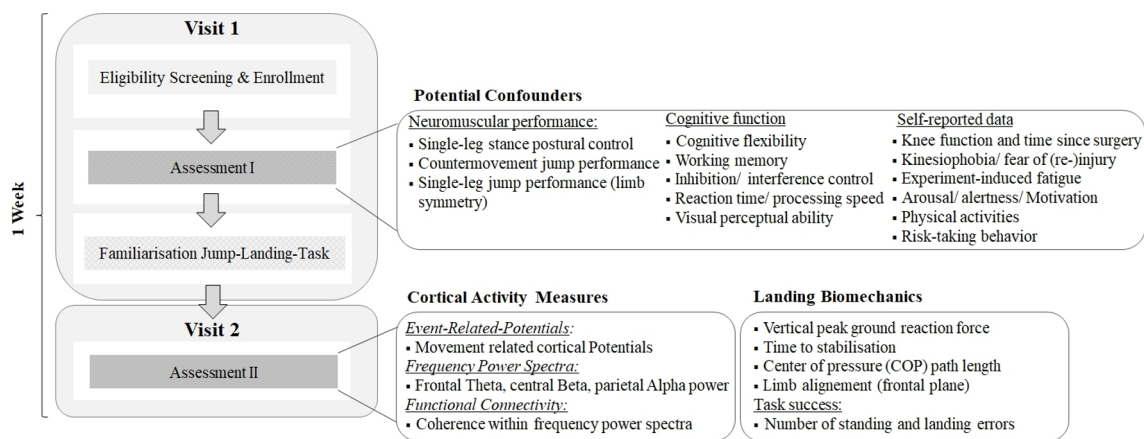 1 Week
Visit 1
Eligibility Screening & Enrollment
Assessment I
Familiarisation Jump-Landing-Task
Visit 2
Assessment II
Potential Confounders
Neuromuscular performance:
▪ Single-leg stance postural control
▪ Countermovement jump performance
▪ Single-leg jump performance (limb
symmetry)
Cognitive function
▪ Cognitive flexibility
▪ Working memory
▪ Inhibition/ interference control
▪ Reaction time/ processing speed
▪ Visual perceptual ability
Self-reported data
▪ Knee function and time since surgery
▪ Kinesiophobia/ fear of (re-)injury
▪ Experiment-induced fatigue
▪ Arousal/ alertness/ Motivation
▪ Physical activities
▪ Risk-taking behavior
Cortical Activity Measures
Event-Related-Potentials:
▪ Movement related cortical Potentials
Frequency Power Spectra:
▪ Frontal Theta, central Beta, parietal Alpha power
Functional Connectivity:
▪ Coherence within frequency power spectra
Landing Biomechanics
▪ Vertical peak ground reaction force
▪ Time to stabilisation
▪ Center of pressure (COP) path length
▪ Limb alignement (frontal plane)
Task success:
▪ Number of standing and landing errors